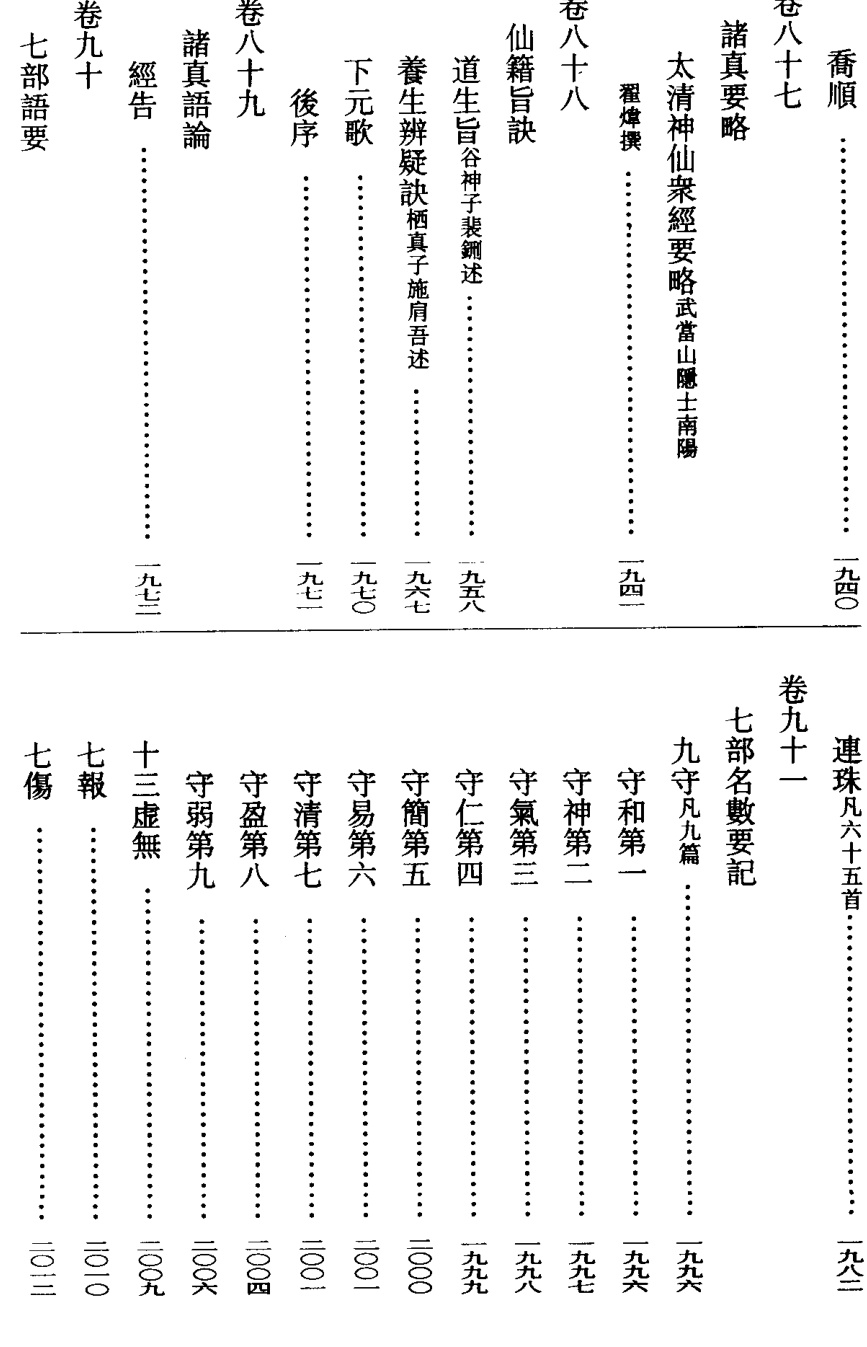 喬順……一九四〇
卷八十七
諸真要略
太清神仙衆經要略武當山隱士南陽
翟煒撰……一九四一
卷八十八
仙籍旨訣
道生旨谷神子裴鉶述……一九五八
養生辨疑訣栖真子施肩吾述……一九六七
下元歌……一九七〇
後序……一九七一
卷八十九
諸真語論
經告……一九七二
卷九十
七部語要
連珠凡六十五首……一九八二
卷九十一
七部名數要記
九守凡九篇……一九九六
守和第一……一九九六
守神第二……一九九七
守氣第三……一九九八
守仁第四……一九九九
守簡第五……二〇〇〇
守易第六……二〇〇一
守清第七……二〇〇一
守盈第八……二〇〇四
守弱第九……二〇〇六
十三虛無……二〇〇九
七報……二〇一〇
七傷……二〇一二